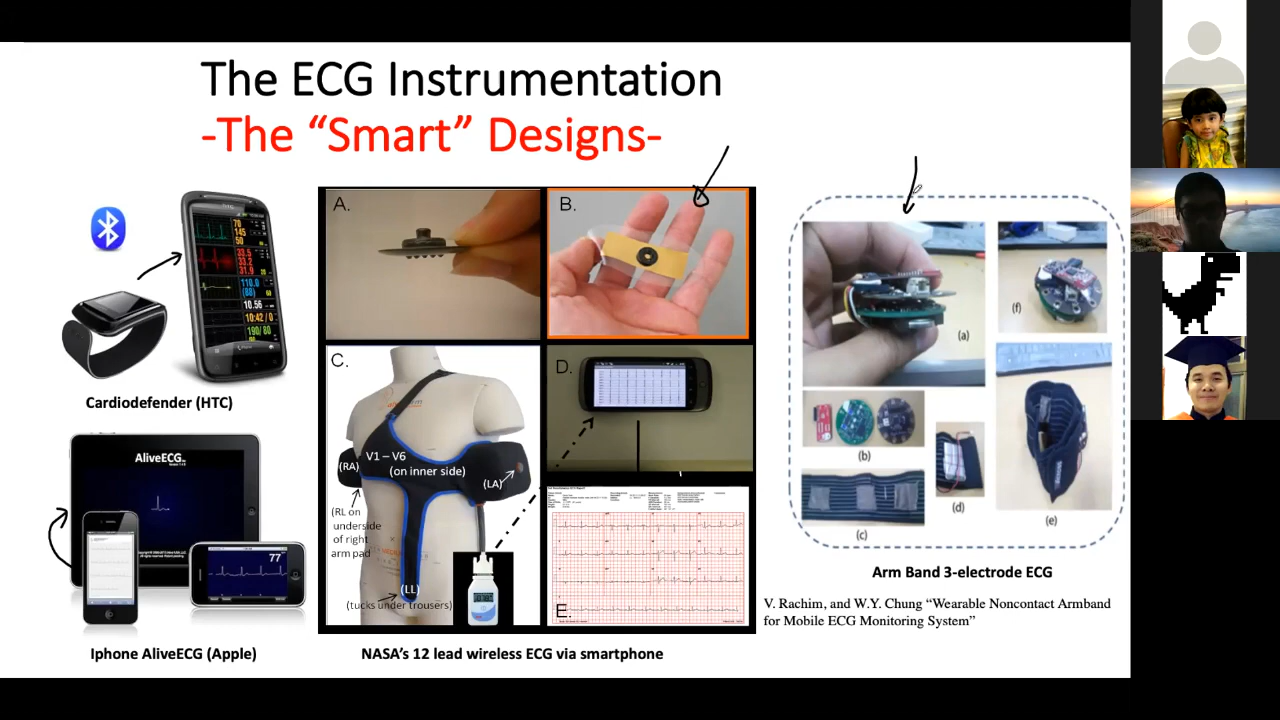 The ECG Instrumentation
-The “Smart” Designs-
Cardiodefender (HTC)
AliveECG
77
Iphone AliveECG (Apple)
A.
B.
C.
V1 – V6
(on inner side)
(RA)
(LA)
(RL on
underside
of right
arm pad)
(LL)
(tucks under trousers)
D.
E.
NASA’s 12 lead wireless ECG via smartphone
(a)
(f)
(b)
(c)
(d)
(e)
Arm Band 3-electrode ECG
V. Rachim, and W.Y. Chung “Wearable Noncontact Armband
for Mobile ECG Monitoring System”